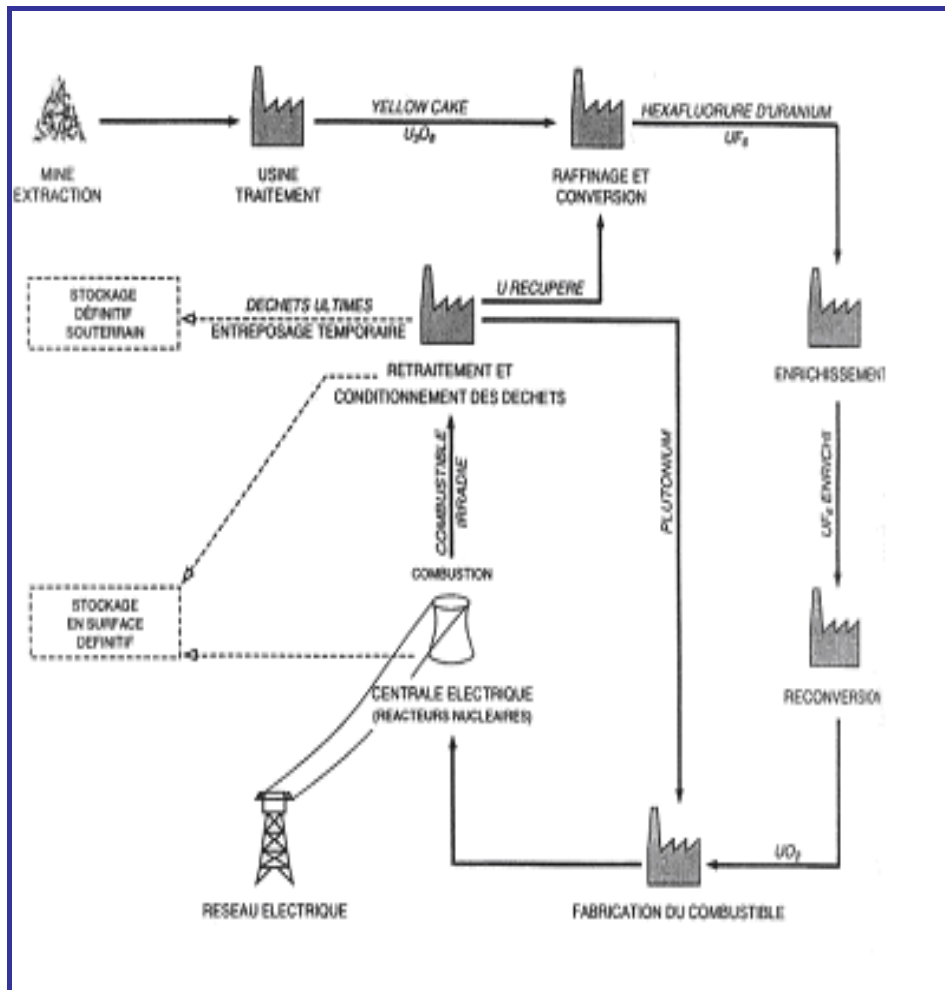 YELLOW CAKE
U₃O₈
HEXAFLUORURE D'URANIUM
UF₆
MINE
EXTRACTION
USINE
TRAITEMENT
RAFFINAGE ET
CONVERSION
U RECUPERE
STOCKAGE
DÉFINITIF
SOUTERRAIN
DECHETS ULTIMES
ENTREPOSAGE TEMPORAIRE
RETRAITEMENT ET
CONDITIONNEMENT DES DECHETS
ENRICHISSEMENT
COMBUSTIBLE
IRRADIE
PLUTONIUM
UF₆ ENRICHI
COMBUSTION
STOCKAGE
EN SURFACE
DEFINITIF
CENTRALE ELECTRIQUE
(REACTEURS NUCLEAIRES)
RECONVERSION
UO₂
RESEAU ELECTRIQUE
FABRICATION DU COMBUSTIBLE